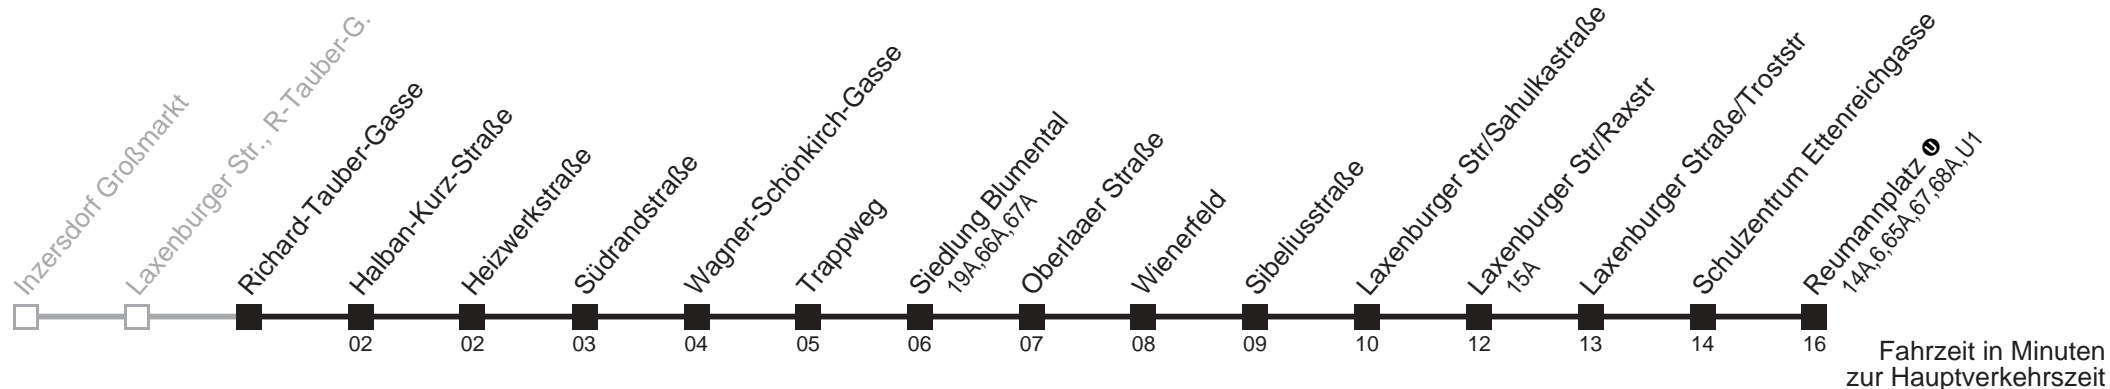 Inzersdorf Großmarkt
Laxenburger Str., R-Tauber-G.
Richard-Tauber-Gasse
Halban-Kurz-Straße
02
Heizwerkstraße
02
Südrandstraße
03
Wagner-Schönkirch-Gasse
04
Trappweg
05
Siedlung Blumental
19A,66A,67A
06
Oberlaaer Straße
07
Wienerfeld
08
Sibeliusstraße
09
Laxenburger Str/Sahulkastraße
10
Laxenburger Str/Raxstr
15A
12
Laxenburger Straße/Troststr
13
Schulzentrum Ettenreichgasse
14
Reumannplatz U
14A,6,65A,67,68A,U1
16
Fahrzeit in Minuten
zur Hauptverkehrszeit